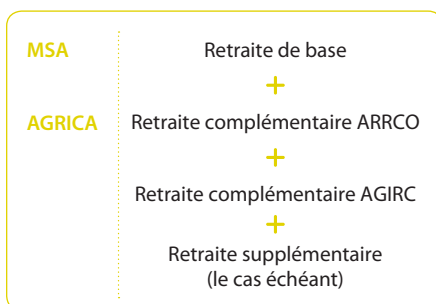 MSA Retraite de base
+
AGRICA Retraite complémentaire ARRCO
+
Retraite complémentaire AGIRC
+
Retraite supplémentaire
(le cas échéant)